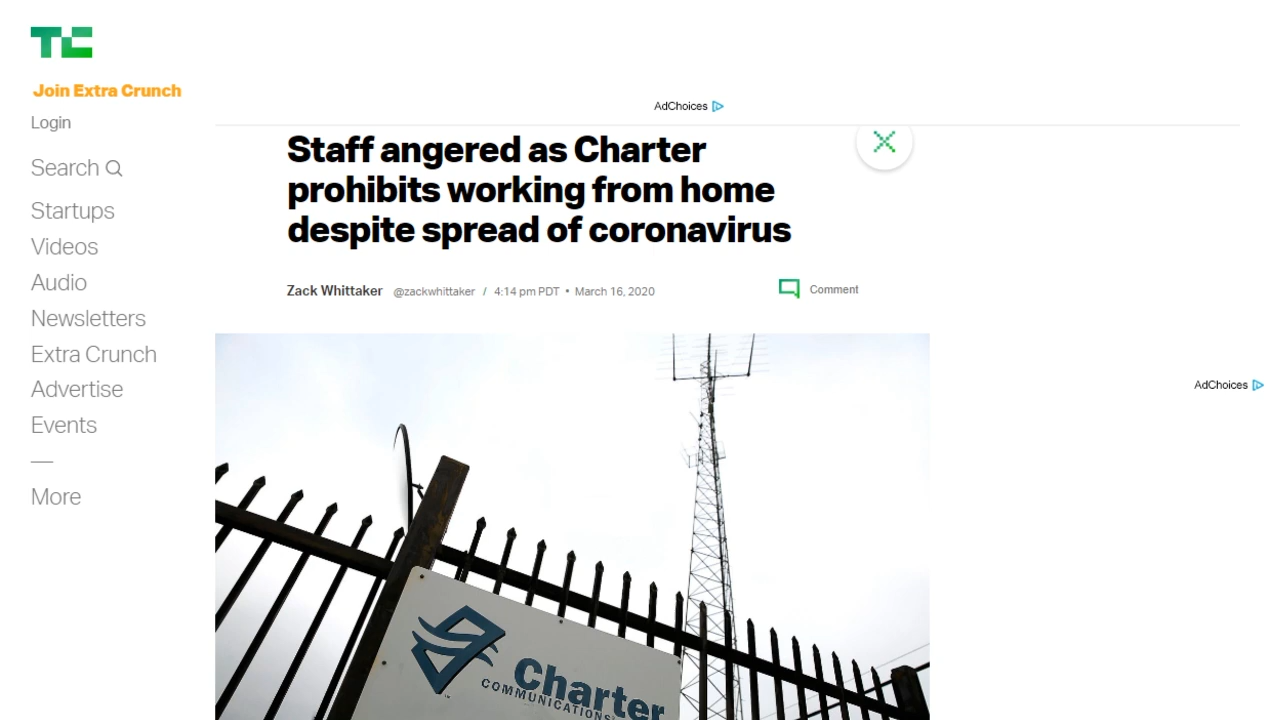 TC
Join Extra Crunch
Login
Search
Startups
Videos
Audio
Newsletters
Extra Crunch
Advertise
Events
—
More
AdChoices
Staff angered as Charter
prohibits working from home
despite spread of coronavirus
Zack Whittaker @zackwhittaker / 4:14 pm PDT • March 16, 2020
Comment
AdChoices
Charter
COMMUNICATIONS